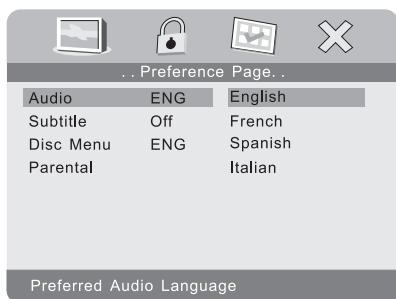 . . Preference Page. .
Audio ENG English
Subtitle Off French
Disc Menu ENG Spanish
Parental Italian
Preferred Audio Language